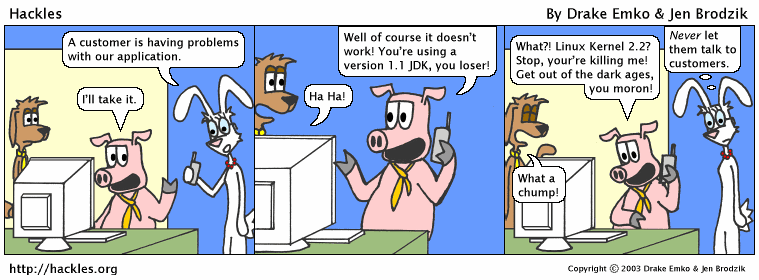 Hackles
By Drake Emko & Jen Brodzik
A customer is having problems
with our application.
I'll take it.
Well of course it doesn't
work! You're using a
version 1.1 JDK, you loser!
Ha Ha!
What?! Linux Kernel 2.2?
Stop, your're killing me!
Get out of the dark ages,
you moron!
Never let
them talk to
customers.
What a
chump!
http://hackles.org
Copyright © 2003 Drake Emko & Jen Brodzik